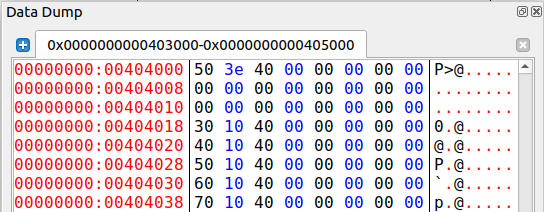 Data Dump
0x0000000000403000-0x0000000000405000
00000000:00404000 50 3e 40 00 00 00 00 00 P>@.....
00000000:00404008 00 00 00 00 00 00 00 00 ........
00000000:00404010 00 00 00 00 00 00 00 00 ........
00000000:00404018 30 10 40 00 00 00 00 00 0.@.....
00000000:00404020 40 10 40 00 00 00 00 00 @.@.....
00000000:00404028 50 10 40 00 00 00 00 00 P.@.....
00000000:00404030 60 10 40 00 00 00 00 00 `.@.....
00000000:00404038 70 10 40 00 00 00 00 00 p.@.....